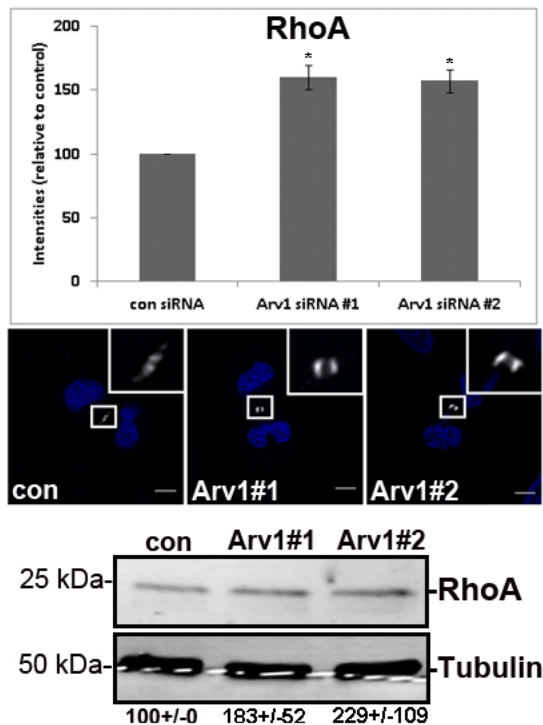 RhoA
Intensities (relative to control)
200
150
100
50
0
*
*
con siRNA Arv1 siRNA #1 Arv1 siRNA #2
con Arv1#1 Arv1#2
con Arv1#1 Arv1#2
25 kDa- -RhoA
50 kDa- -Tubulin
100+/-0 183+/-52 229+/-109